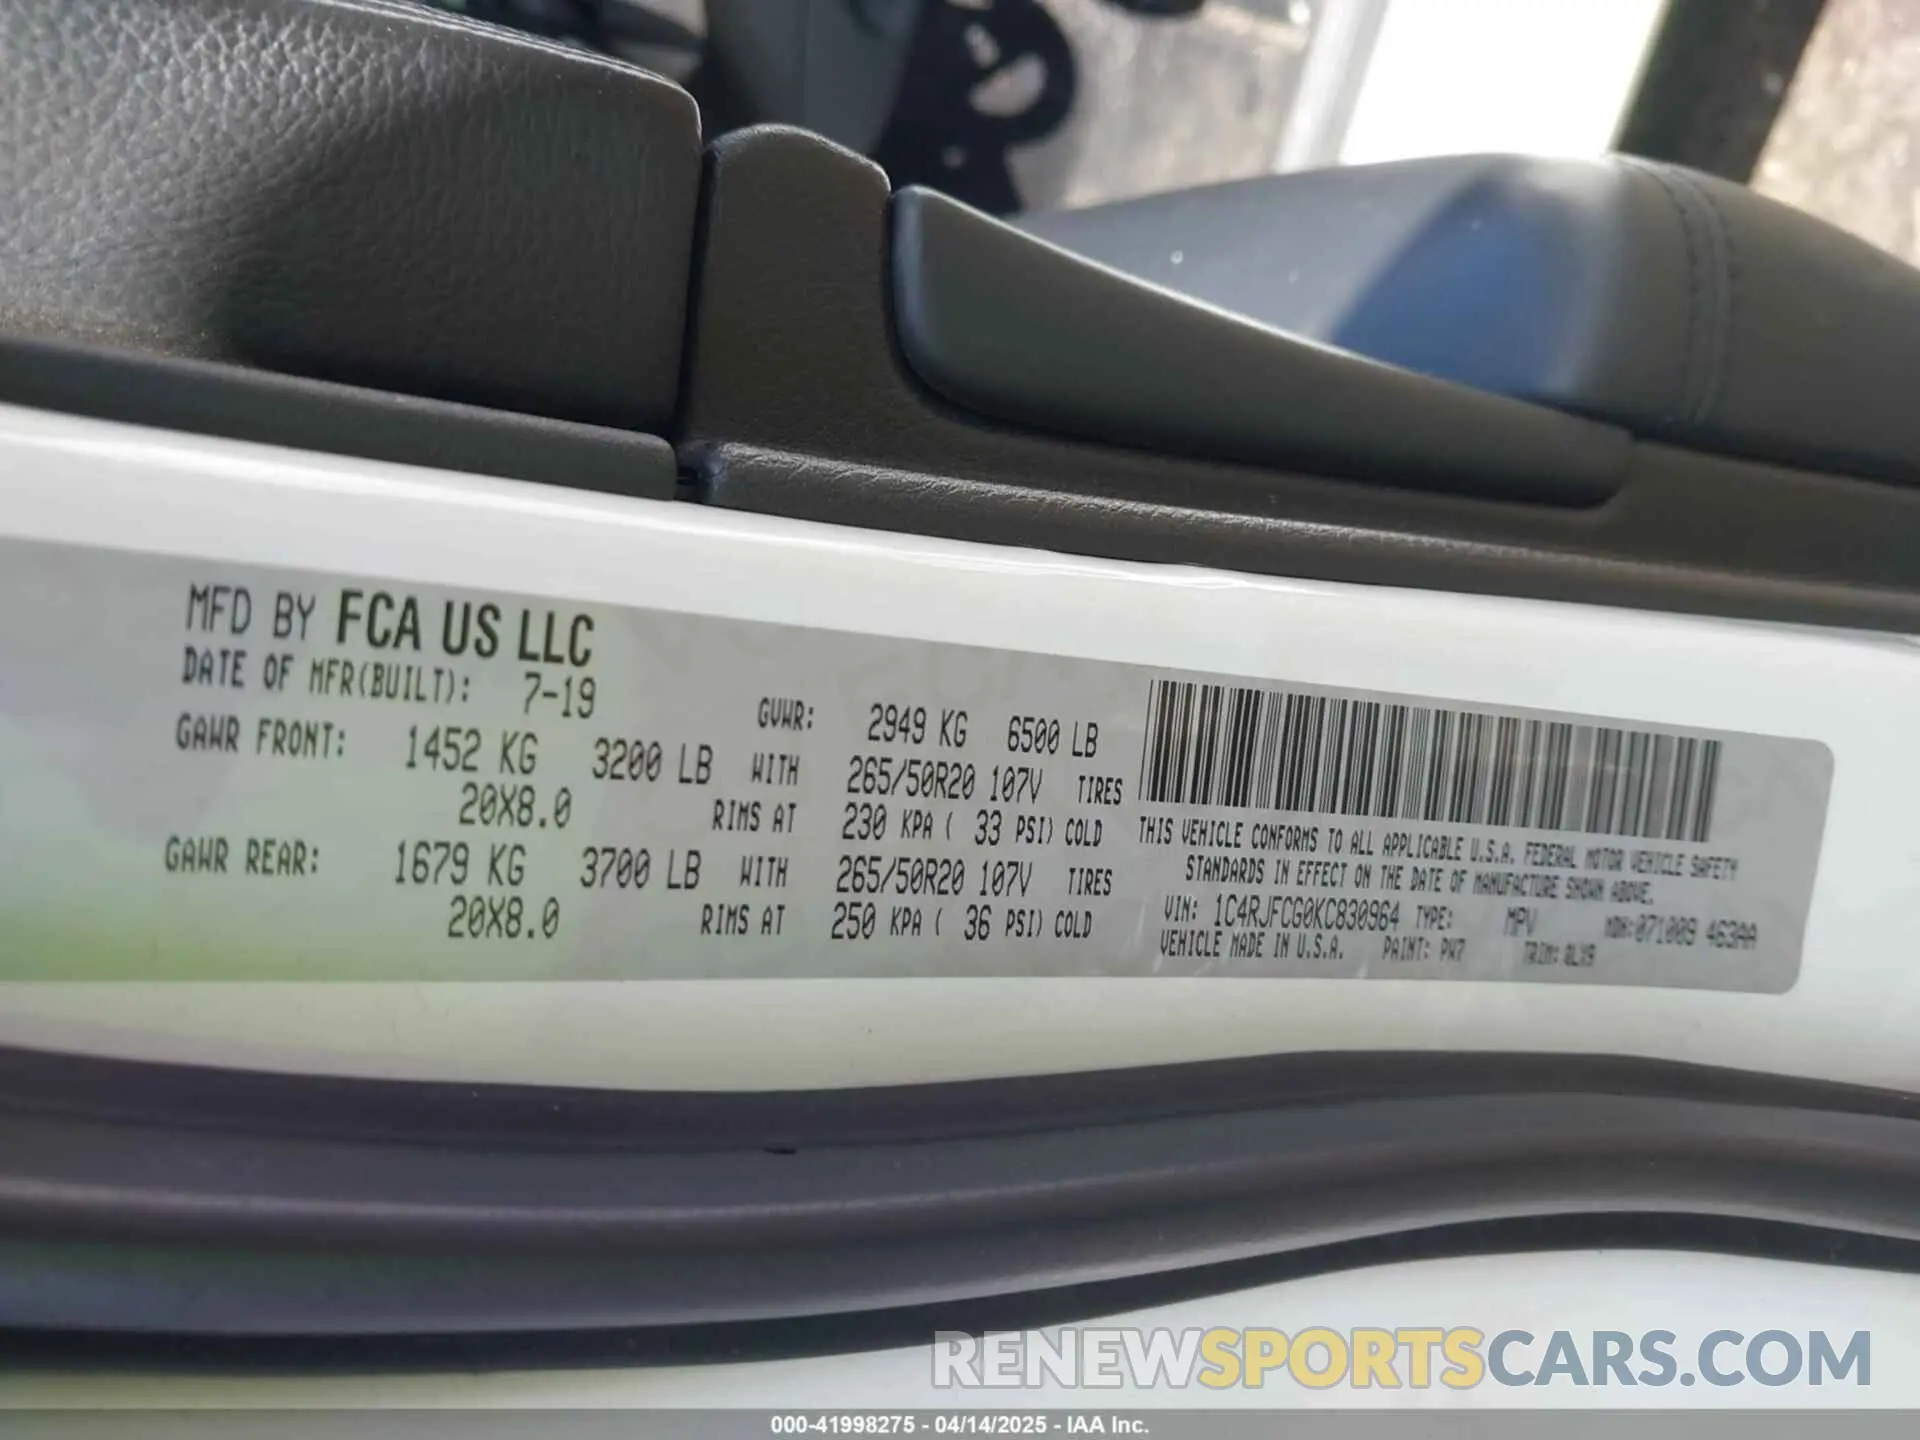 MFD BY FCA US LLC
DATE OF MFR(BUILT): 7-19
GVWR: 2949 KG 6500 LB
GAWR FRONT: 1452 KG 3200 LB WITH 265/50R20 107V TIRES
20X8.0 RIMS AT 230 KPA ( 33 PSI) COLD
GAWR REAR: 1679 KG 3700 LB WITH 265/50R20 107V TIRES
20X8.0 RIMS AT 250 KPA ( 36 PSI) COLD
THIS VEHICLE CONFORMS TO ALL APPLICABLE U.S.A. FEDERAL MOTOR VEHICLE SAFETY
STANDARDS IN EFFECT ON THE DATE OF MANUFACTURE SHOWN ABOVE.
VIN: 1C4RJFCG0KC830964 TYPE: MPV MDH:071009 463AA
VEHICLE MADE IN U.S.A. PAINT: PW7 TRIM:
RENEWSPORTSCARS.COM
000-41998275 - 04/14/2025 - IAA Inc.